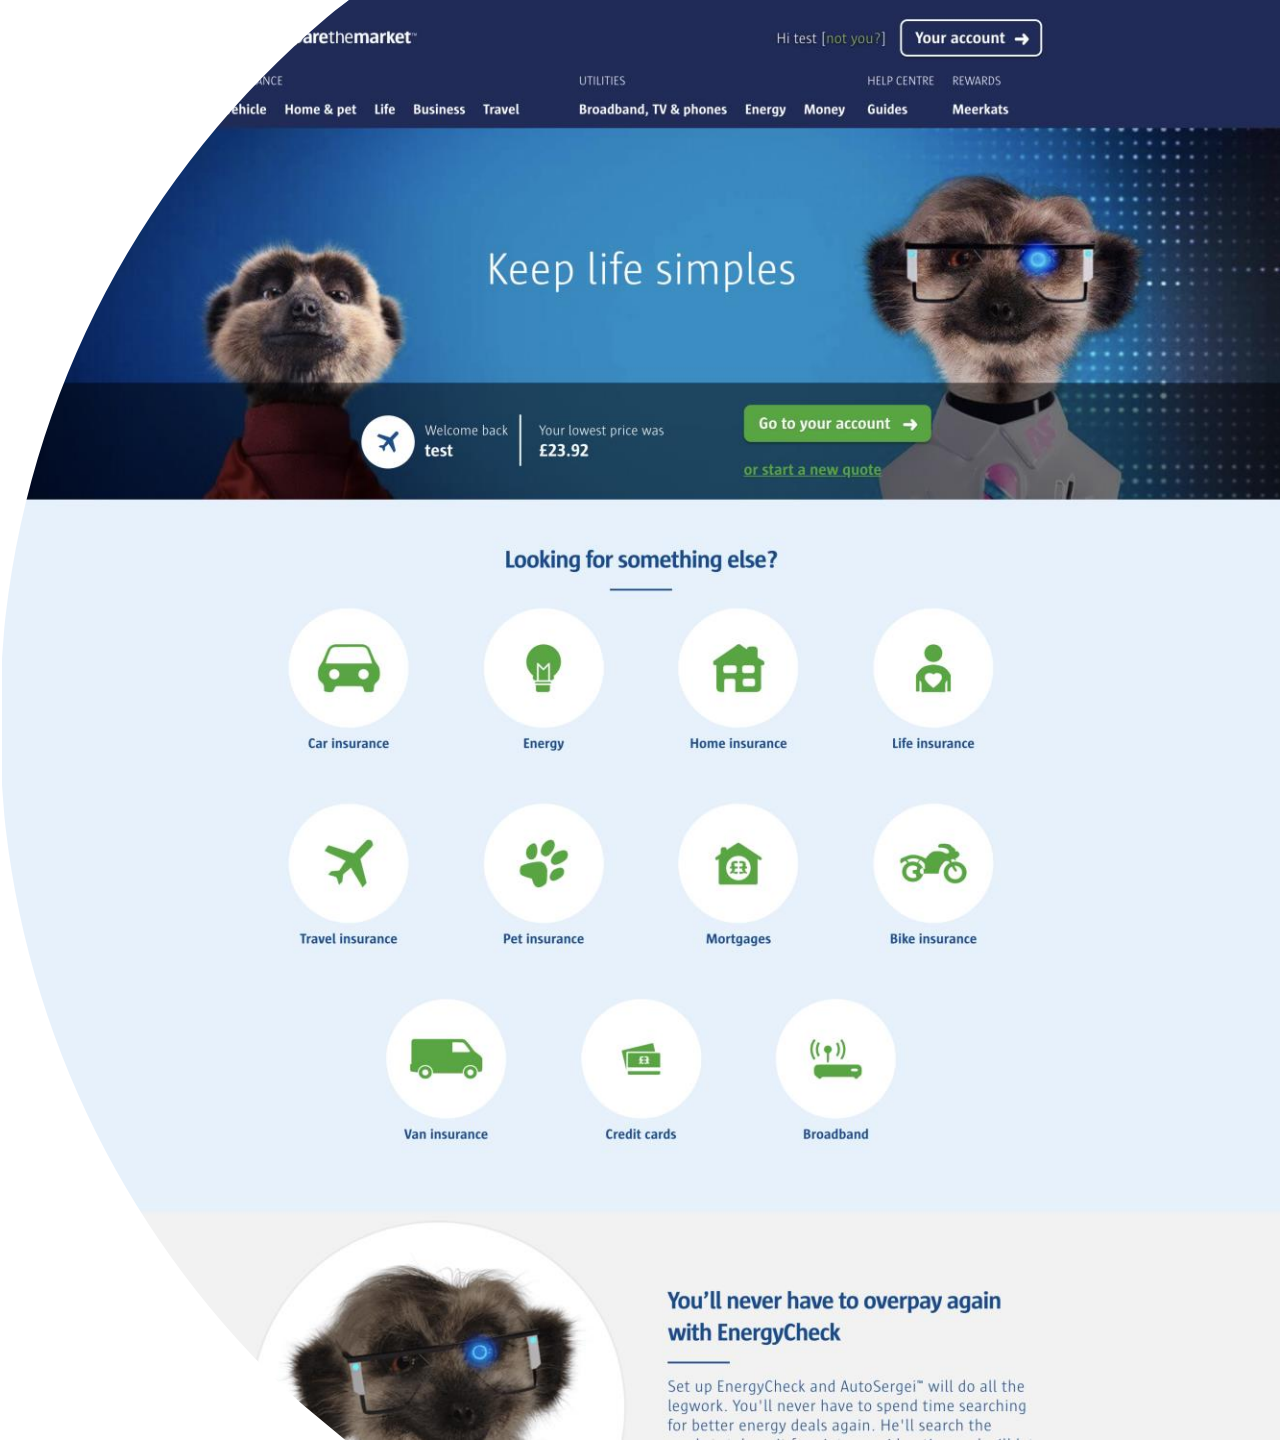 arethemarket™
Hi test [not you?]
Your account
ANCE
UTILITIES
HELP CENTRE
REWARDS
ehicle
Home & pet
Life
Business
Travel
Broadband, TV & phones
Energy
Money
Guides
Meerkats
Keep life simples
Welcome back
test
Your lowest price was
£23.92
Go to your account
or start a new quote
Looking for something else?
Car insurance
Energy
Home insurance
Life insurance
Travel insurance
Pet insurance
Mortgages
Bike insurance
Van insurance
Credit cards
Broadband
You’ll never have to overpay again
with EnergyCheck
Set up EnergyCheck and AutoSergei™ will do all the
legwork. You'll never have to spend time searching
for better energy deals again. He'll search the